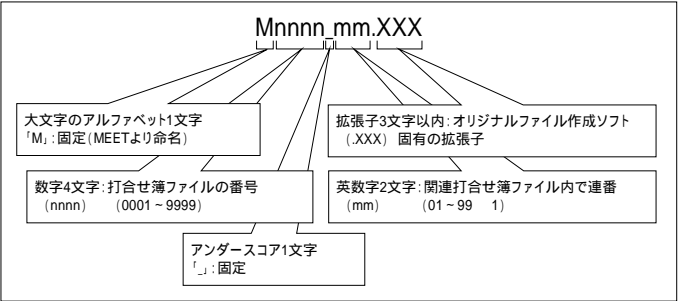 Mnnnn_mm.XXX
大文字のアルファベット1文字
「M」:固定(MEETより命名)
拡張子3文字以内:オリジナルファイル作成ソフト
(.XXX) 固有の拡張子
数字4文字:打合せ簿ファイルの番号
(nnnn) (0001~9999)
英数字2文字:関連打合せ簿ファイル内で連番
(mm) (01~99 1)
アンダースコア1文字
「_」:固定